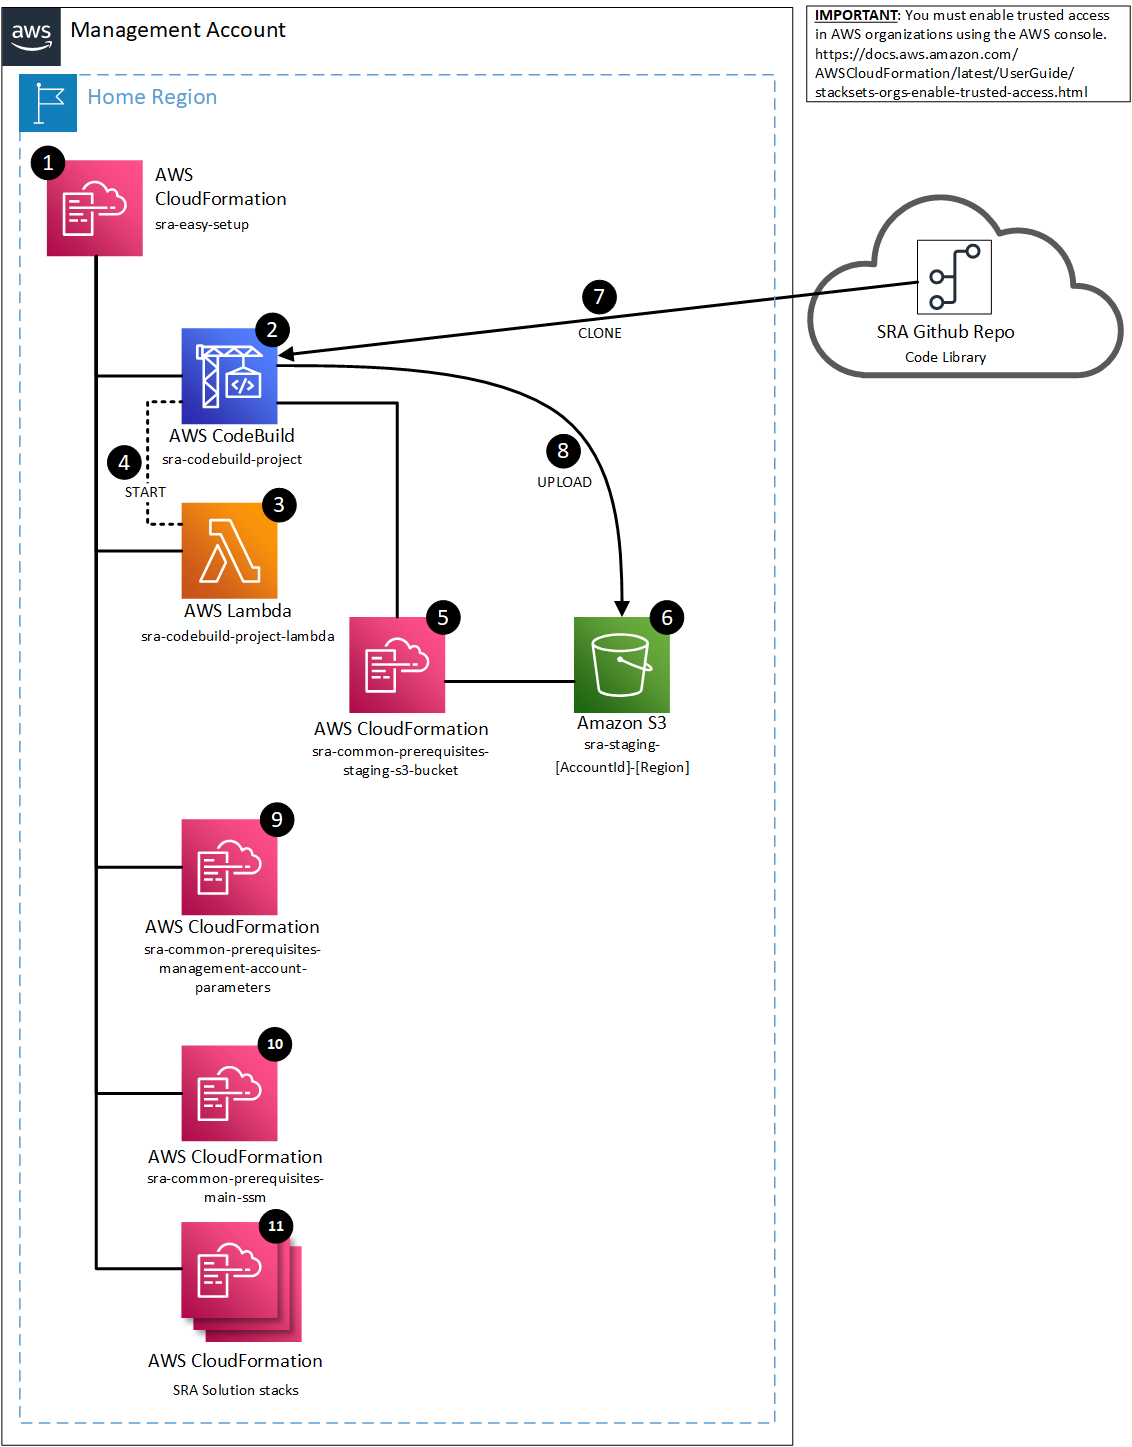 aws
Management Account
IMPORTANT: You must enable trusted access
in AWS organizations using the AWS console.
https://docs.aws.amazon.com/
AWSCloudFormation/latest/UserGuide/
stacksets-orgs-enable-trusted-access.html
Home Region
1
AWS
CloudFormation
sra-easy-setup
7
CLONE
SRA Github Repo
Code Library
2
</>
AWS CodeBuild
sra-codebuild-project
4
START
8
UPLOAD
3
AWS Lambda
sra-codebuild-project-lambda
5
AWS CloudFormation
sra-common-prerequisites-
staging-s3-bucket
6
Amazon S3
sra-staging-
[AccountId]-[Region]
9
AWS CloudFormation
sra-common-prerequisites-
management-account-
parameters
10
AWS CloudFormation
sra-common-prerequisites-
main-ssm
11
AWS CloudFormation
SRA Solution stacks